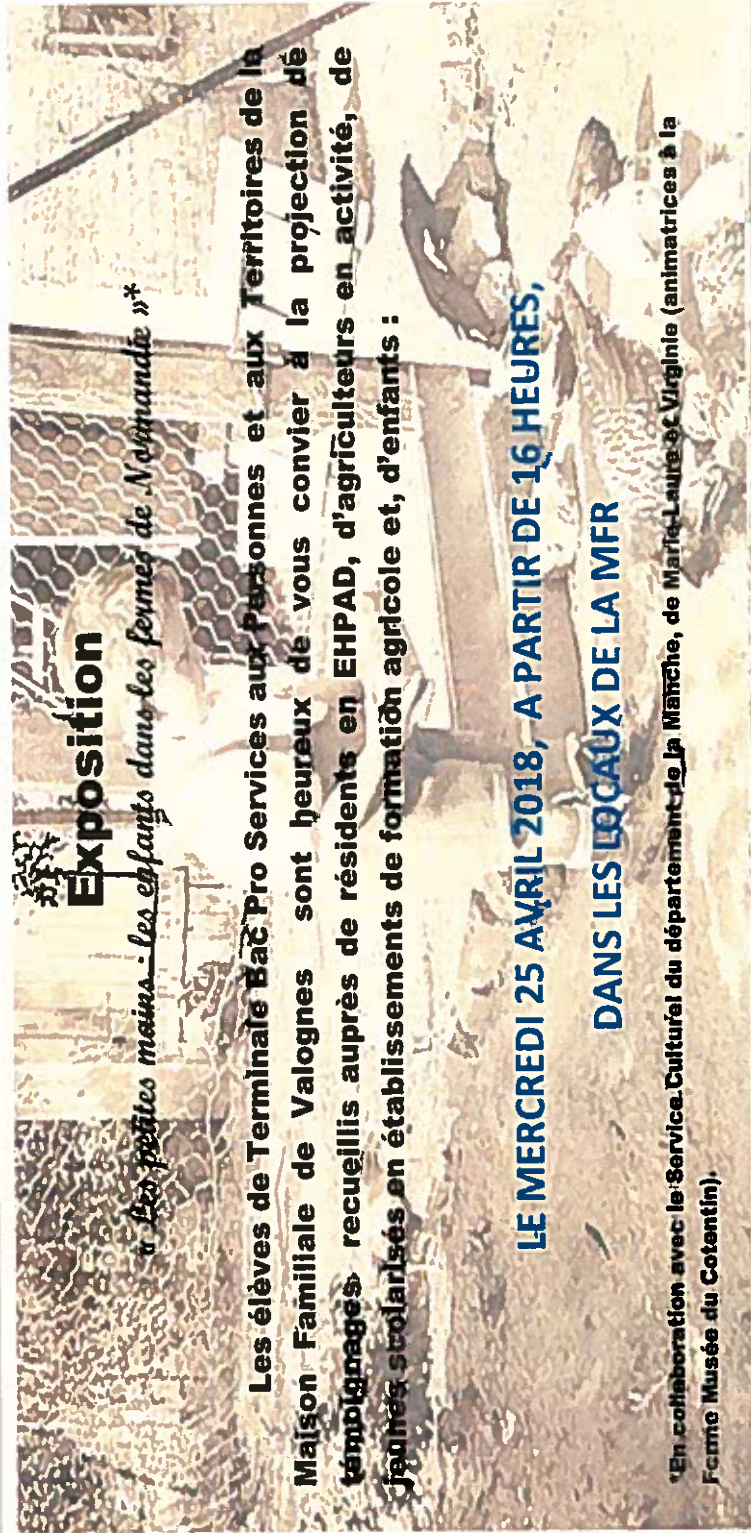 Exposition
« Les petites mains : les enfants dans les fermes de Normandie »*
Les élèves de Terminale Bac Pro Services aux Personnes et aux Territoires de la
Maison Familiale de Valognes sont heureux de vous convier à la projection de
témoignages recueillis auprès de résidents en EHPAD, d'agriculteurs en activité, de
jeunes scolarisés en établissements de formation agricole et, d'enfants :
LE MERCREDI 25 AVRIL 2018, A PARTIR DE 16 HEURES,
DANS LES LOCAUX DE LA MFR
*En collaboration avec le Service Culturel du département de la Manche, de Marie-Laure et Virginie (animatrices à la
Ferme Musée du Cotentin).